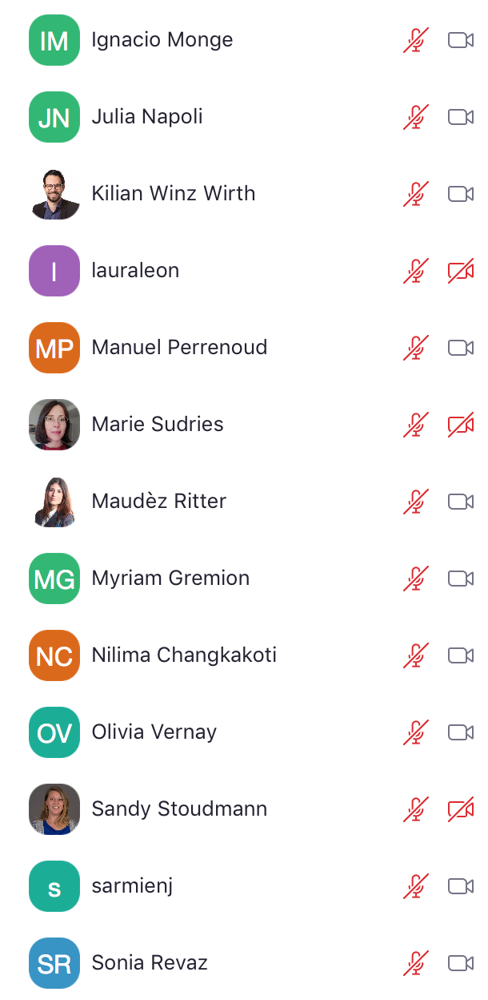 IM Ignacio Monge
JN Julia Napoli
Kilian Winz Wirth
l lauraleon
MP Manuel Perrenoud
Marie Sudries
Maudèz Ritter
MG Myriam Gremion
NC Nilima Changkakoti
OV Olivia Vernay
Sandy Stoudmann
s sarmienj
SR Sonia Revaz